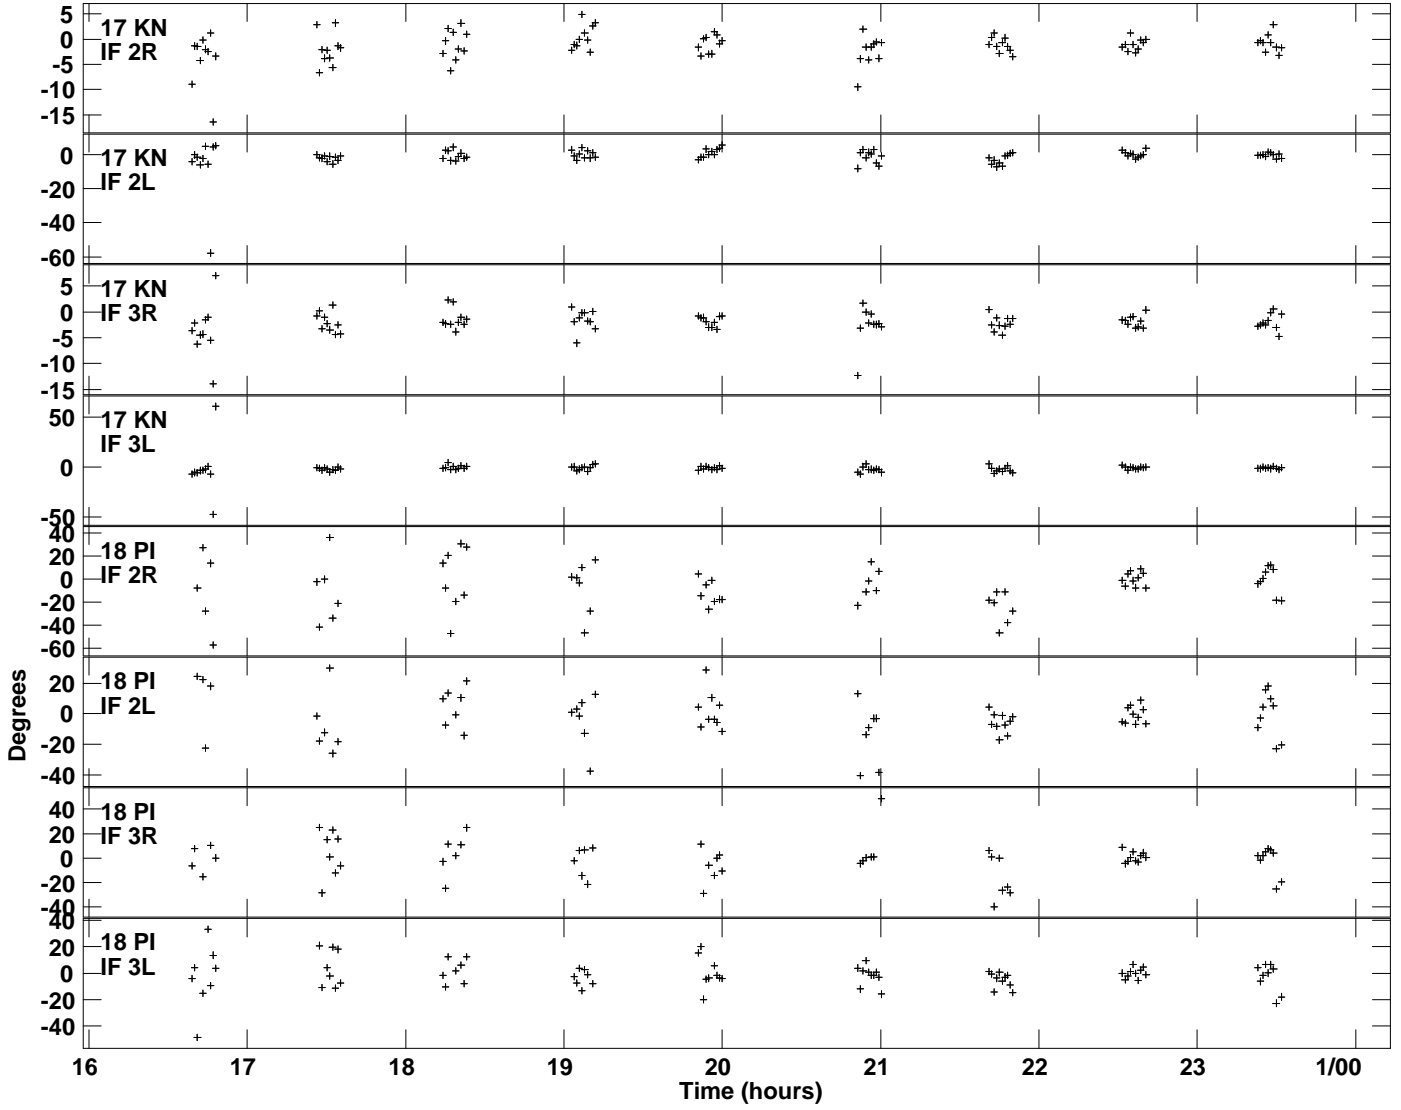 5
0
-5
-10
-15
17 KN
IF 2R
0
-20
-40
-60
17 KN
IF 2L
5
0
-5
-10
-15
17 KN
IF 3R
50
0
-50
17 KN
IF 3L
40
20
0
-20
-40
-60
18 PI
IF 2R
20
0
-20
-40
18 PI
IF 2L
40
20
0
-20
-40
18 PI
IF 3R
40
20
0
-20
-40
18 PI
IF 3L
Degrees
16 17 18 19 20 21 22 23 1/00
Time (hours)